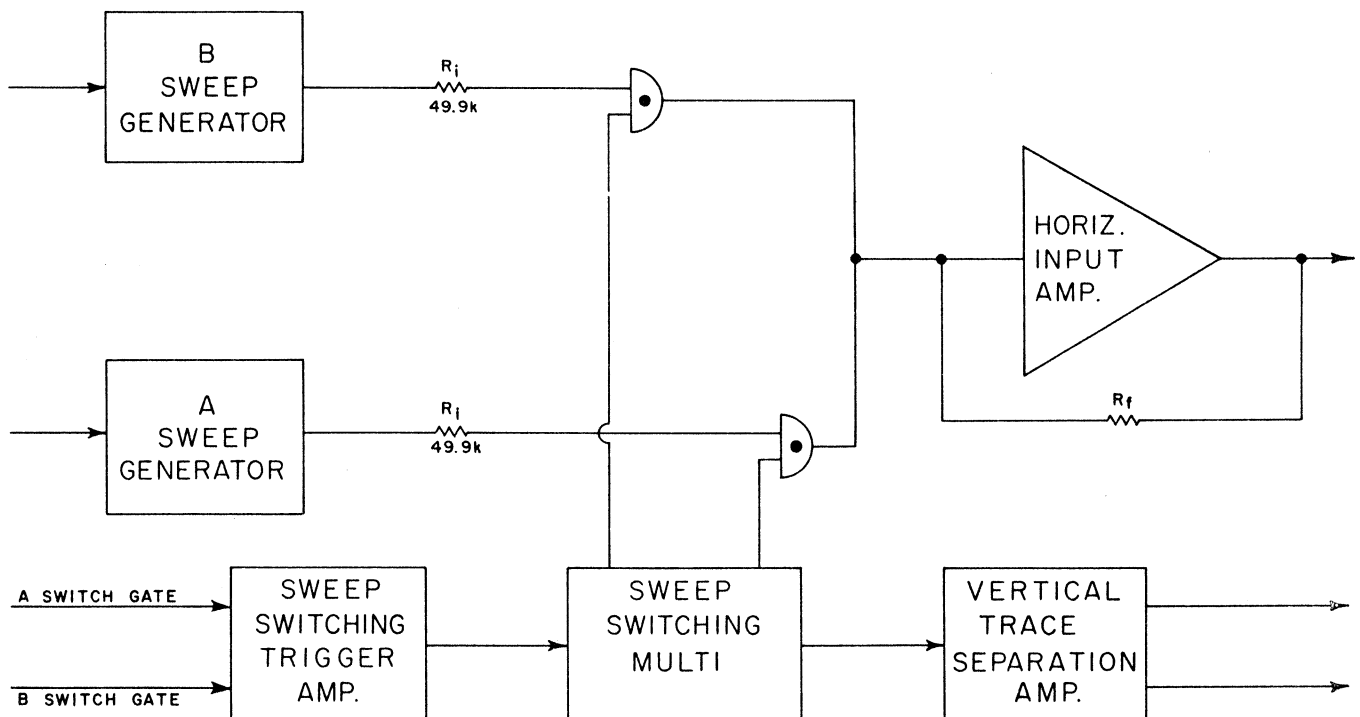 B
SWEEP
GENERATOR
Ri
49.9k
HORIZ.
INPUT
AMP.
A
SWEEP
GENERATOR
Ri
49.9k
Rf
A SWITCH GATE
B SWITCH GATE
SWEEP
SWITCHING
TRIGGER
AMP.
SWEEP
SWITCHING
MULTI
VERTICAL
TRACE
SEPARATION
AMP.